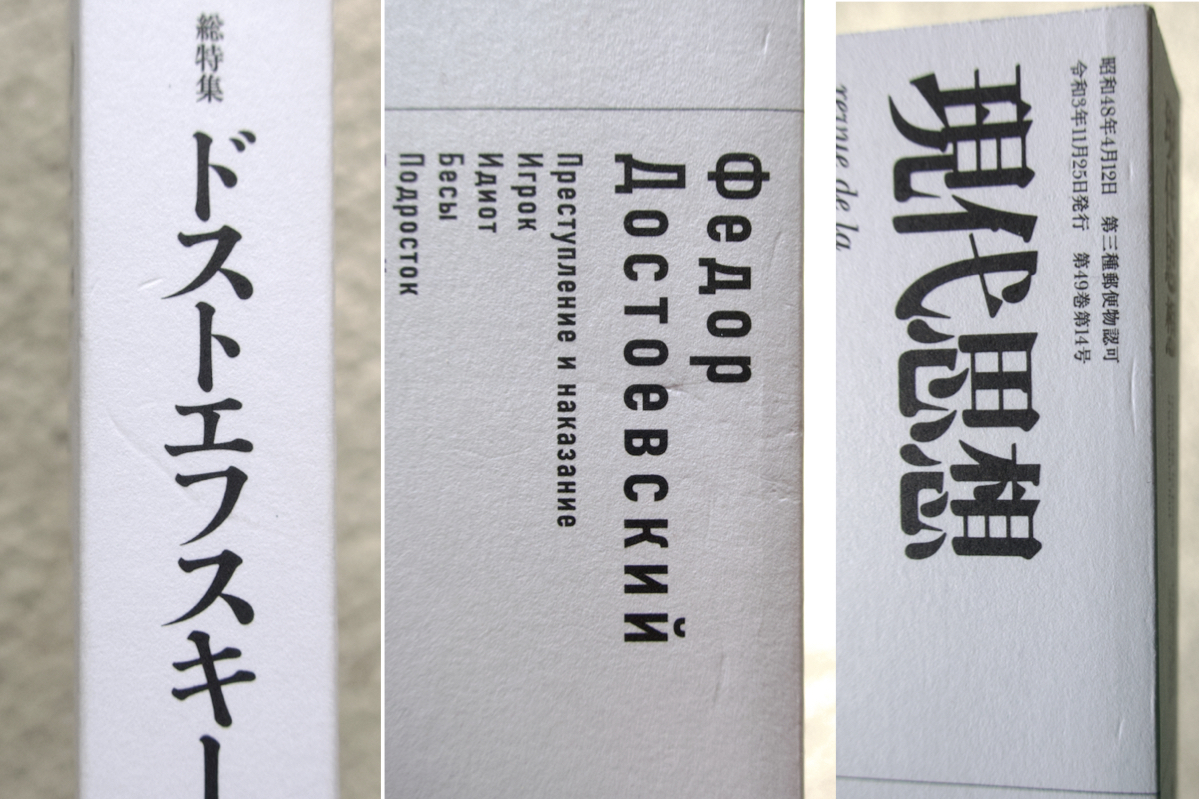 総特集
ドストエフスキー
Федор
Достоевский
Преступление и наказание
Игрок
Идиот
Бесы
Подросток
昭和48年4月12日 第三種郵便物認可
令和3年11月25日発行 第49巻第14号
現代思想
revue de la